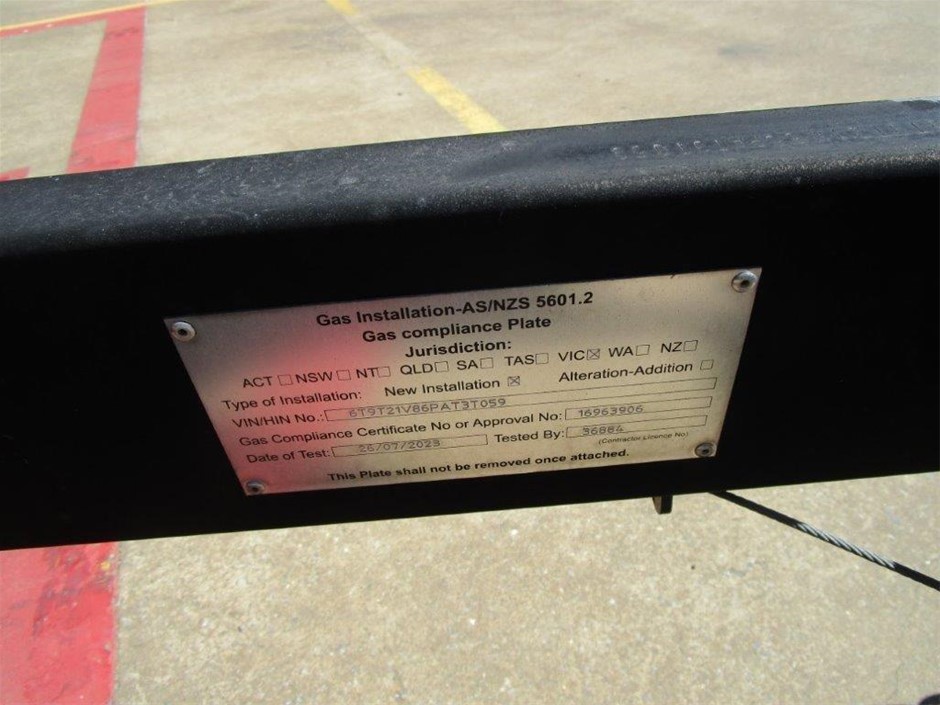 Gas Installation-AS/NZS 5601.2
Gas compliance Plate
Jurisdiction:
ACT ☐ NSW ☐ NT ☐ QLD ☐ SA ☐ TAS ☐ VIC ☒ WA ☐ NZ ☐
Type of Installation: New Installation ☒ Alteration-Addition ☐
VIN/HIN No.: 6T9T21V86PAT3T059
Gas Compliance Certificate No or Approval No: 16963906
Date of Test: 26/07/2023 Tested By: 36884
(Contractor Licence No)
This Plate shall not be removed once attached.